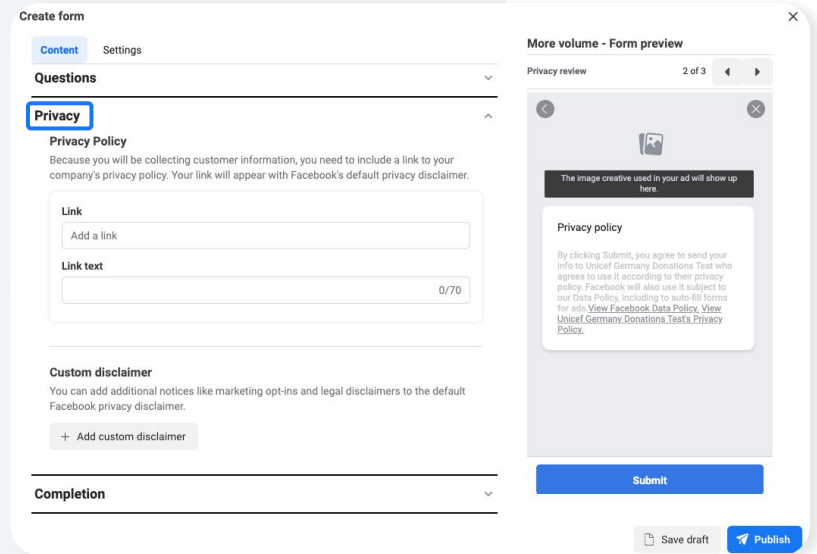 Create form
Content
Settings
Questions
Privacy
Privacy Policy
Because you will be collecting customer information, you need to include a link to your
company's privacy policy. Your link will appear with Facebook's default privacy disclaimer.
Link
Add a link
Link text
0/70
Custom disclaimer
You can add additional notices like marketing opt-ins and legal disclaimers to the default
Facebook privacy disclaimer.
+ Add custom disclaimer
Completion
More volume - Form preview
Privacy review
2 of 3
The image creative used in your ad will show up
here.
Privacy policy
By clicking Submit, you agree to send your
info to Unicef Germany Donations Test who
agrees to use it according to their privacy
policy. Facebook will also use it subject to
our Data Policy, including to auto-fill forms
for ads. View Facebook Data Policy. View
Unicef Germany Donations Test's Privacy
Policy.
Submit
Save draft
Publish